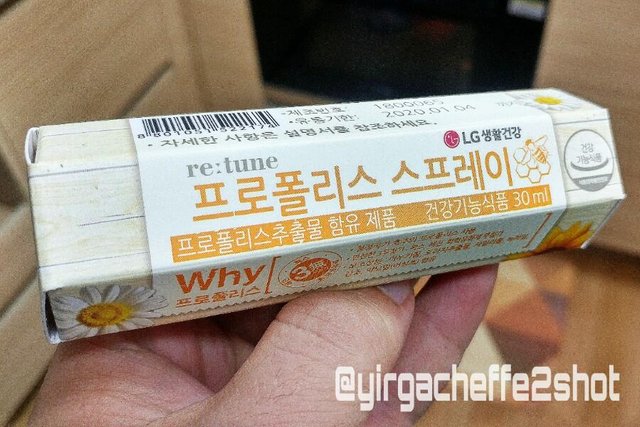 ·제조번호 1800065
·유통기한: 2020.01.04
· 자세한 사항은 설명서를 참조하세요.
LG생활건강
re:tune
프로폴리스 스프레이
건강
기능식품
프로폴리스추출물 함유 제품 건강기능식품 30 ml
Why
프로폴리스
@yirgacheffe2shot